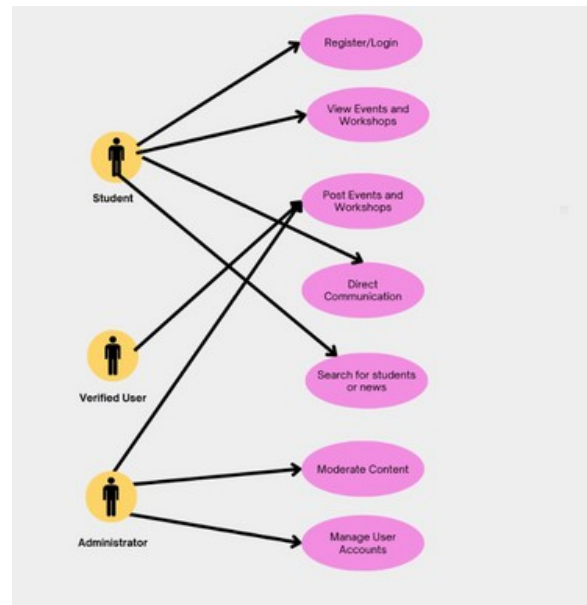 Register/Login
View Events and
Workshops
Student
Post Events and
Workshops
Direct
Communication
Verified User
Search for students
or news
Moderate Content
Administrator
Manage User
Accounts